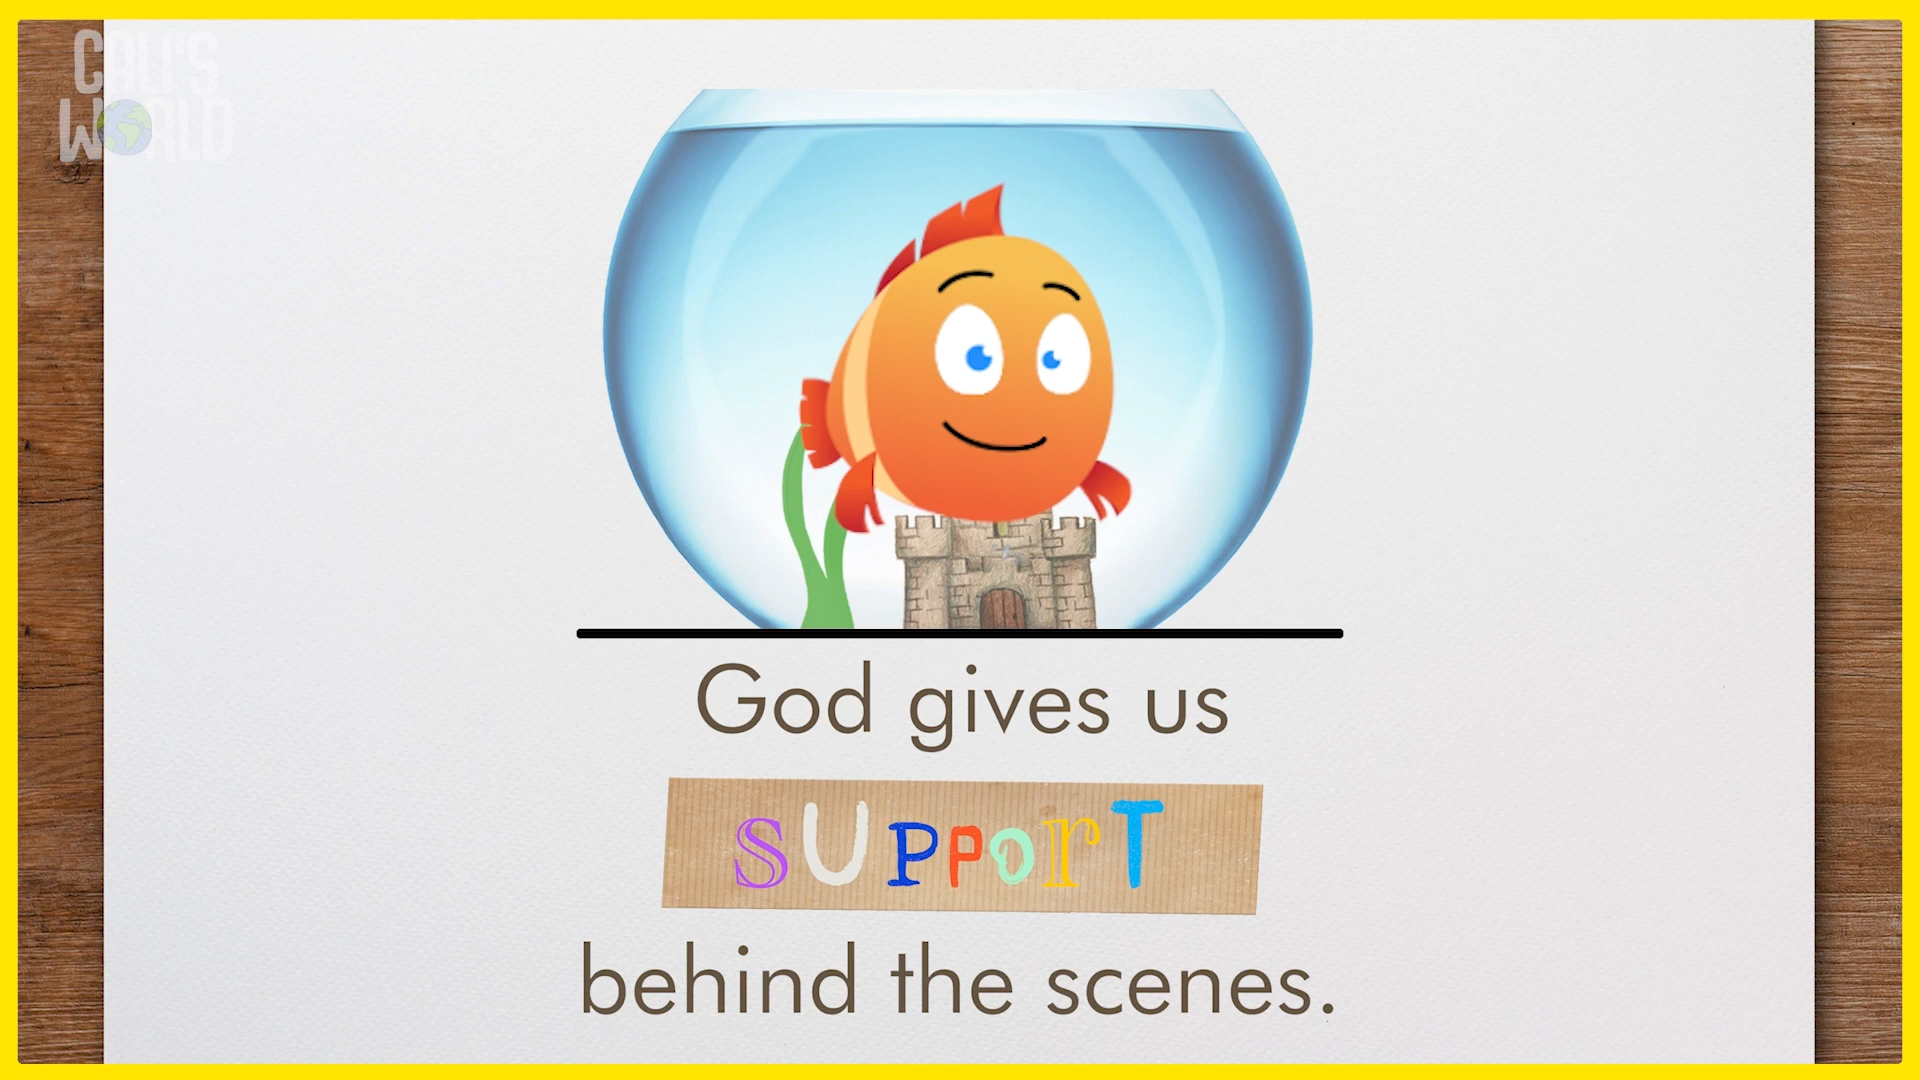 CALI'S
WORLD
God gives us
sUPPorT
behind the scenes.